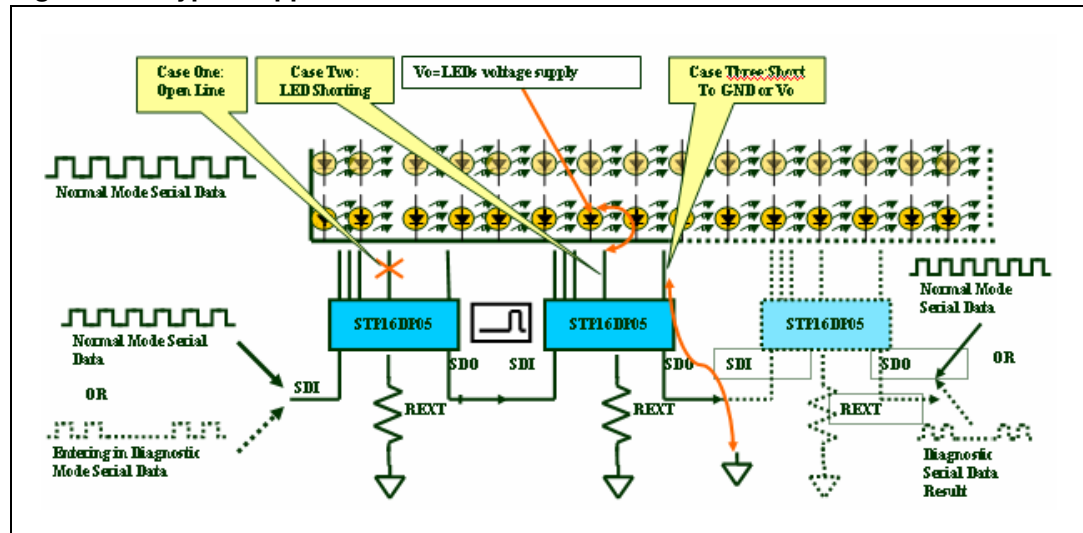 Case One:
Open Line
Case Two:
LED Shorting
Vo=LEDs voltage supply
Case Three:Short
To GND or Vo
Normal Mode Serial Data
Normal Mode Serial
Data
OR
Entering in Diagnostic
Mode Serial Data
SDI
STP16DP05
REXT
SDO
SDI
STP16DP05
REXT
SDO
SDI
STP16DP05
REXT
SDO
Normal Mode
Serial Data
OR
Diagnostic
Serial Data
Result